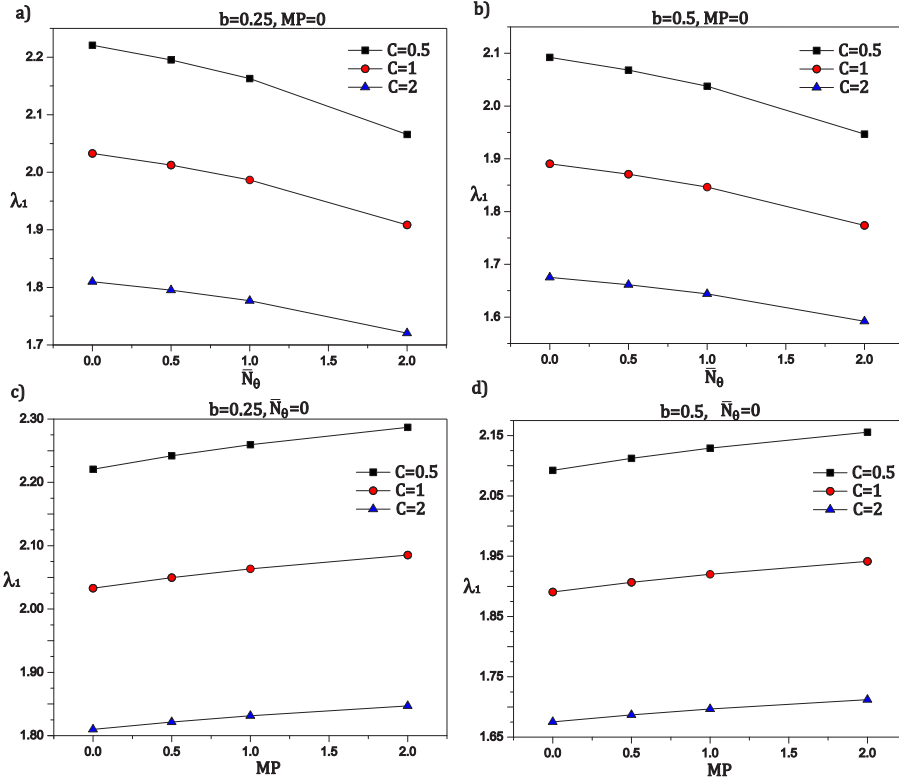 a)
b=0.25, MP=0
2.2
2.1
2.0
1.9
1.8
1.7
λ₁
C=0.5
C=1
C=2
0.0 0.5 1.0 1.5 2.0
N̅θ
b)
b=0.5, MP=0
2.1
2.0
1.9
1.8
1.7
1.6
λ₁
C=0.5
C=1
C=2
0.0 0.5 1.0 1.5 2.0
N̅θ
c)
b=0.25, N̅θ=0
2.30
2.20
2.10
2.00
1.90
1.80
λ₁
C=0.5
C=1
C=2
0.0 0.5 1.0 1.5 2.0
MP
d)
b=0.5, N̅θ=0
2.15
2.05
1.95
1.85
1.75
1.65
λ₁
C=0.5
C=1
C=2
0.0 0.5 1.0 1.5 2.0
MP